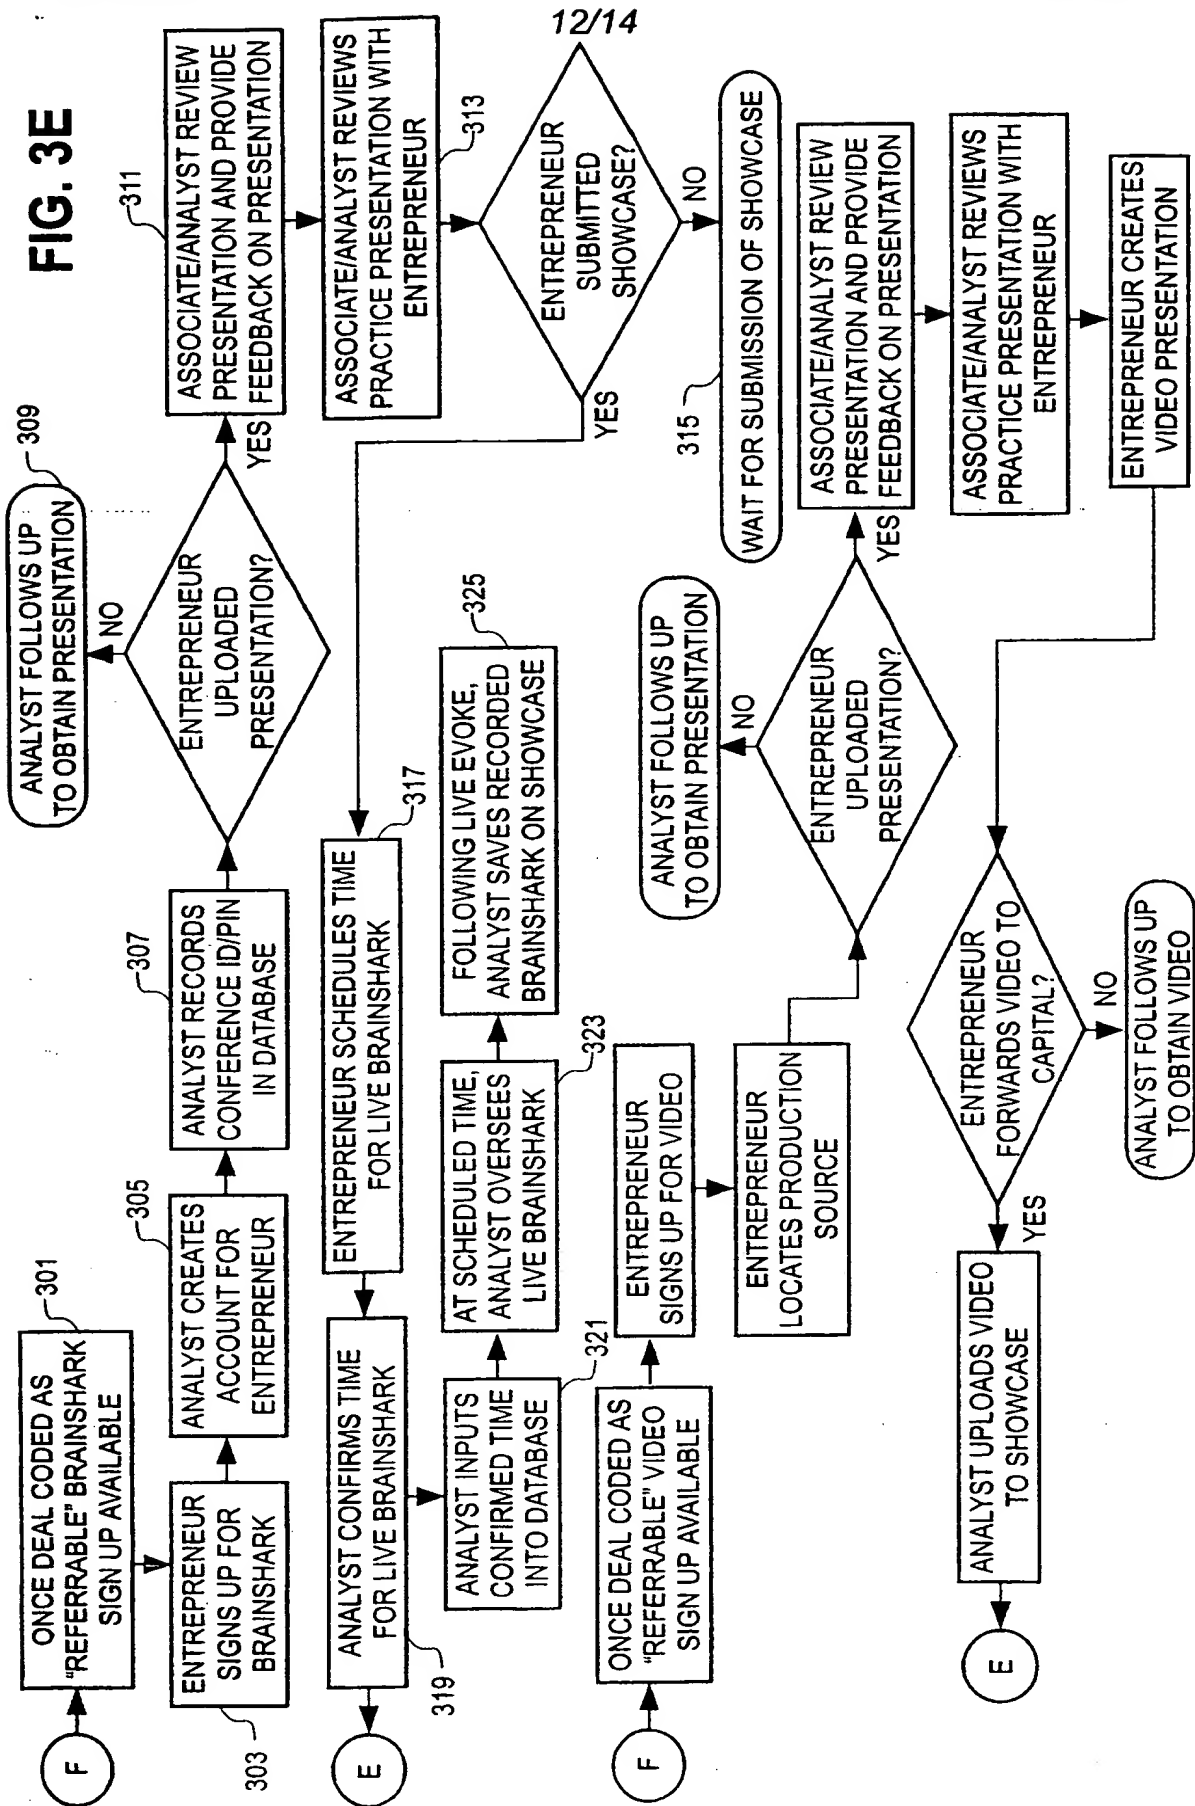 12/14
FIG. 3E
F
ONCE DEAL CODED AS
"REFERRABLE" BRAINSHARK
SIGN UP AVAILABLE
301
ENTREPRENEUR
SIGNS UP FOR
BRAINSHARK
303
ANALYST CREATES
ACCOUNT FOR
ENTREPRENEUR
305
ANALYST RECORDS
CONFERENCE ID/PIN
IN DATABASE
307
ENTREPRENEUR
UPLOADED
PRESENTATION?
NO
ANALYST FOLLOWS UP
TO OBTAIN PRESENTATION
309
YES
ASSOCIATE/ANALYST REVIEW
PRESENTATION AND PROVIDE
FEEDBACK ON PRESENTATION
311
ASSOCIATE/ANALYST REVIEWS
PRACTICE PRESENTATION WITH
ENTREPRENEUR
313
ENTREPRENEUR
SUBMITTED
SHOWCASE?
NO
WAIT FOR SUBMISSION OF SHOWCASE
315
YES
ENTREPRENEUR SCHEDULES TIME
FOR LIVE BRAINSHARK
317
ANALYST CONFIRMS TIME
FOR LIVE BRAINSHARK
319
E
ANALYST INPUTS
CONFIRMED TIME
INTO DATABASE
321
AT SCHEDULED TIME,
ANALYST OVERSEES
LIVE BRAINSHARK
323
FOLLOWING LIVE EVOKE,
ANALYST SAVES RECORDED
BRAINSHARK ON SHOWCASE
325
F
ONCE DEAL CODED AS
"REFERRABLE" VIDEO
SIGN UP AVAILABLE
ENTREPRENEUR
SIGNS UP FOR VIDEO
ENTREPRENEUR
LOCATES PRODUCTION
SOURCE
ENTREPRENEUR
UPLOADED
PRESENTATION?
NO
ANALYST FOLLOWS UP
TO OBTAIN PRESENTATION
YES
ASSOCIATE/ANALYST REVIEW
PRESENTATION AND PROVIDE
FEEDBACK ON PRESENTATION
ASSOCIATE/ANALYST REVIEWS
PRACTICE PRESENTATION WITH
ENTREPRENEUR
ENTREPRENEUR CREATES
VIDEO PRESENTATION
ENTREPRENEUR
FORWARDS VIDEO TO
CAPITAL?
NO
ANALYST FOLLOWS UP
TO OBTAIN VIDEO
YES
ANALYST UPLOADS VIDEO
TO SHOWCASE
E